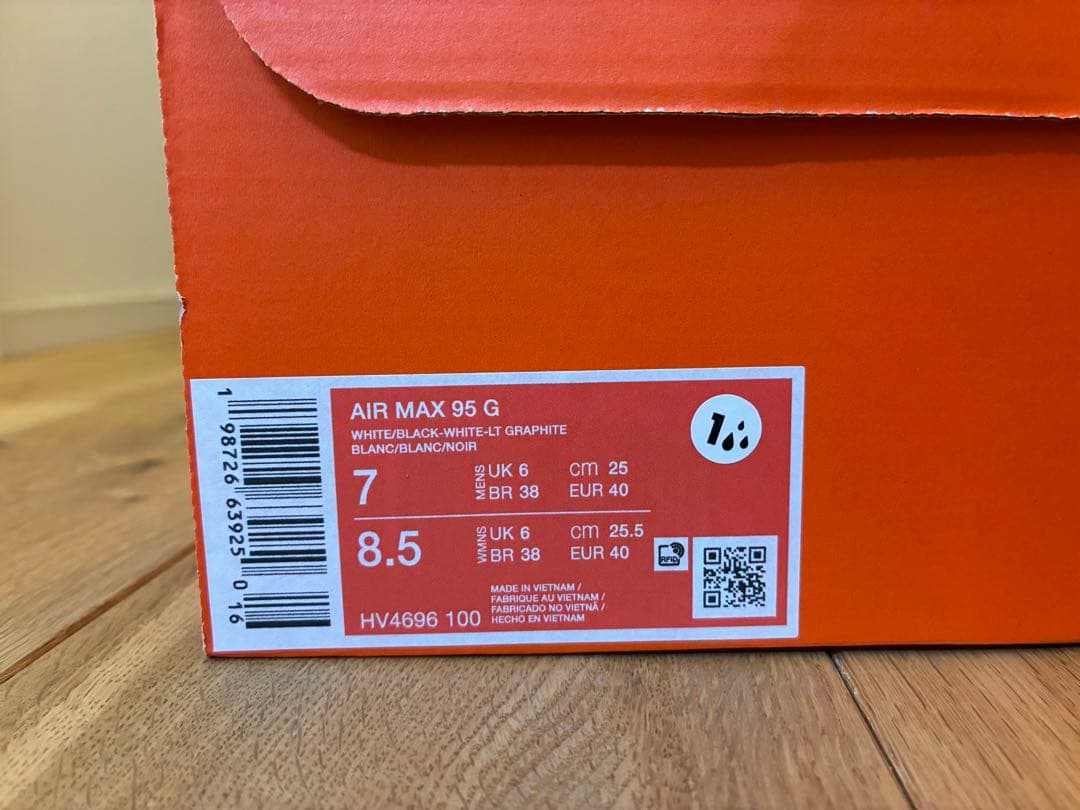 AIR MAX 95 G
WHITE/BLACK-WHITE-LT GRAPHITE
BLANC/BLANC/NOIR
7 MENS UK 6 cm 25
BR 38 EUR 40
8.5 WMNS UK 6 cm 25.5
BR 38 EUR 40
RFID
MADE IN VIETNAM /
FABRIQUE AU VIETNAM /
FABRICADO NO VIETNÃ /
HECHO EN VIETNAM
HV4696 100
1 98726 63925 0 16
1